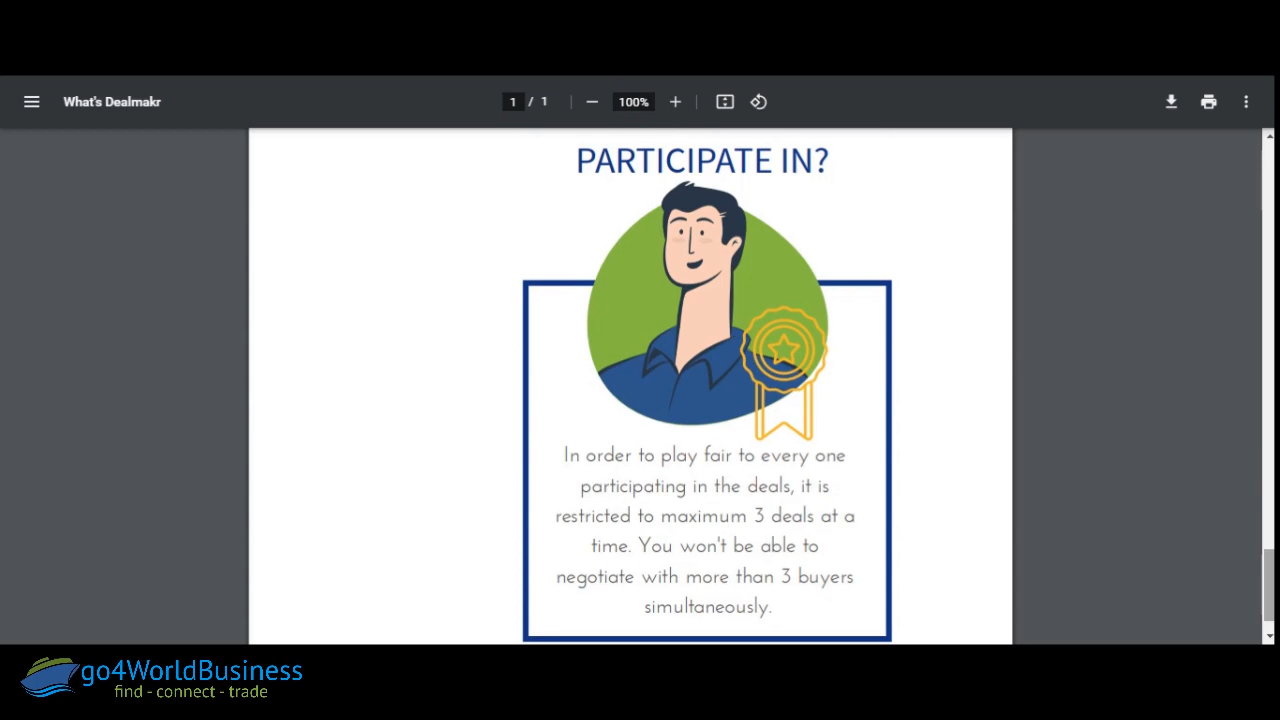 What's Dealmakr
1 / 1
100%
PARTICIPATE IN?
In order to play fair to every one
participating in the deals, it is
restricted to maximum 3 deals at a
time. You won't be able to
negotiate with more than 3 buyers
simultaneously.
go4WorldBusiness
find - connect - trade